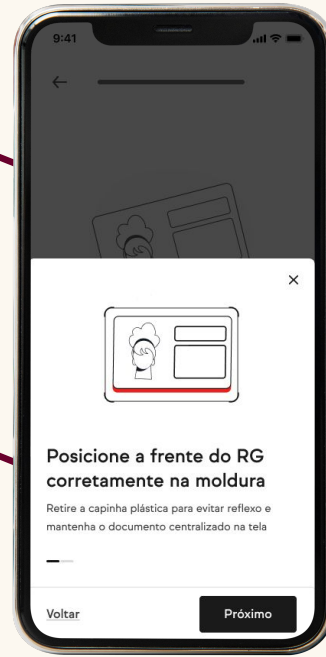 9:41
Posicione a frente do RG
corretamente na moldura
Retire a capinha plástica para evitar reflexo e
mantenha o documento centralizado na tela
Voltar
Próximo